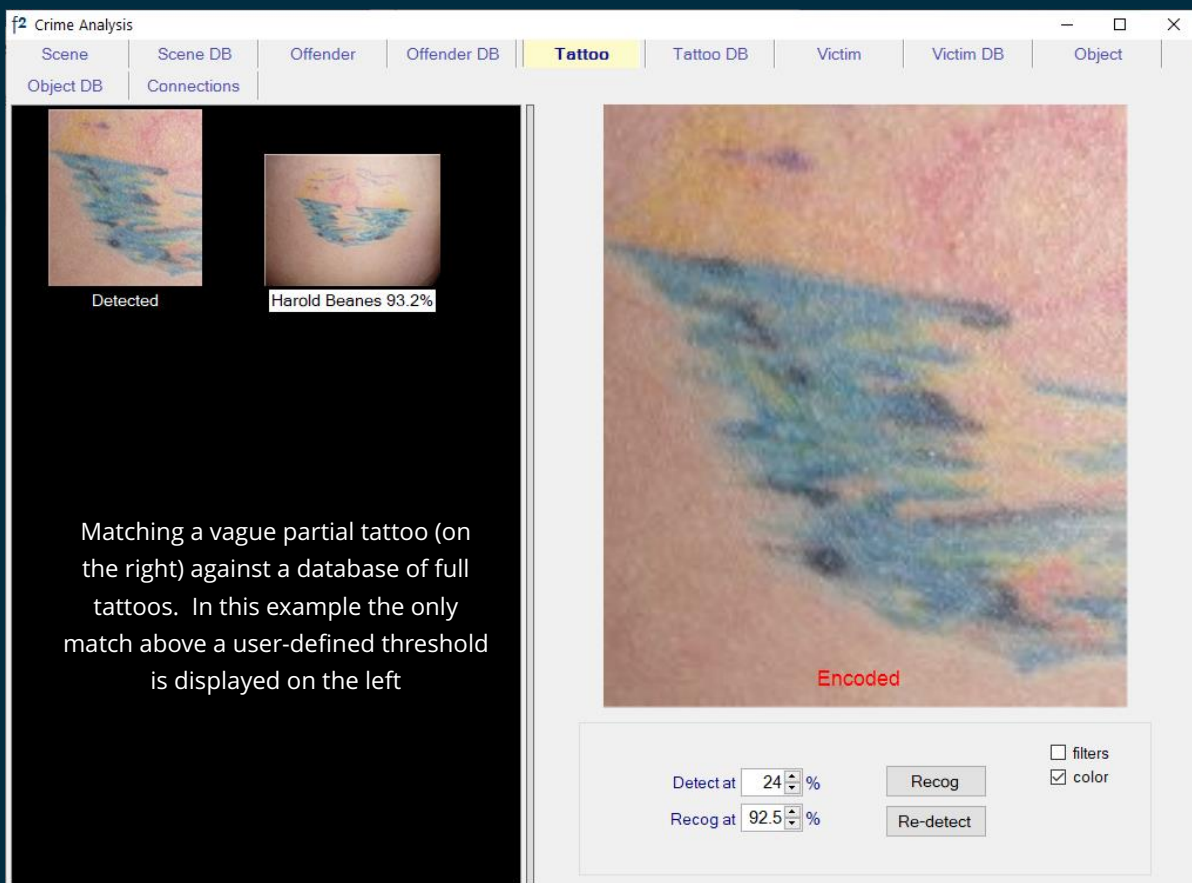 f2 Crime Analysis
Scene
Scene DB
Offender
Offender DB
Tattoo
Tattoo DB
Victim
Victim DB
Object
Object DB
Connections
Detected
Harold Beanes 93.2%
Matching a vague partial tattoo (on
the right) against a database of full
tattoos. In this example the only
match above a user-defined threshold
is displayed on the left
Encoded
Detect at 24 %
Recog at 92.5 %
Recog
Re-detect
filters
color